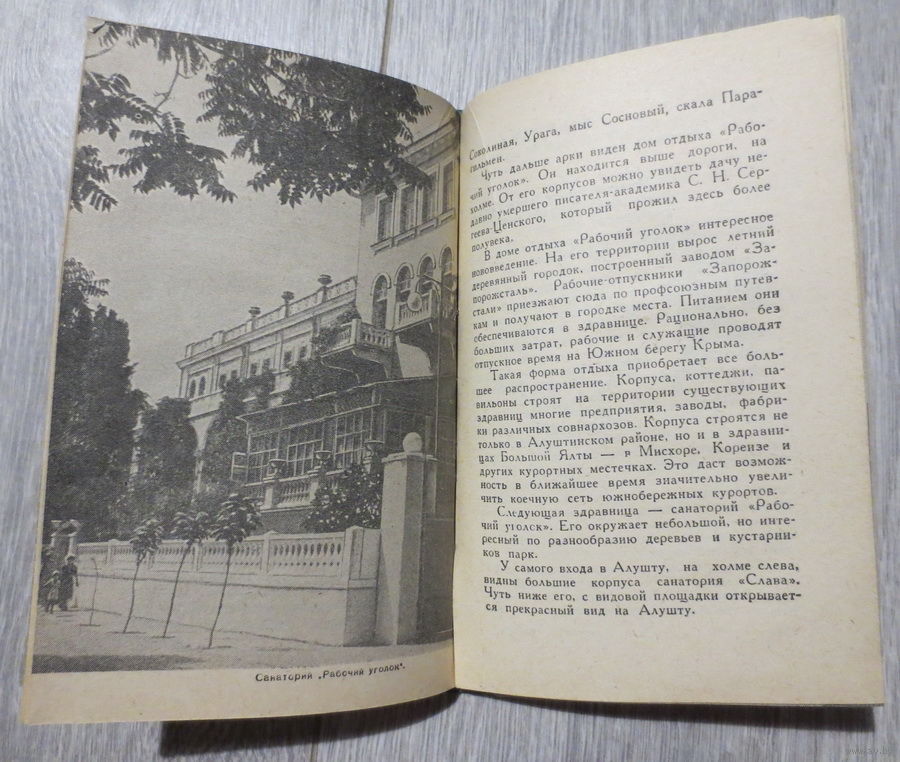 Санаторий „Рабочий уголок“.
Соколиная, Урага, мыс Сосновый, скала Пара-
гильмен.
Чуть дальше арки виден дом отдыха «Рабо-
чий уголок». Он находится выше дороги, на
холме. От его корпусов можно увидеть дачу не-
давно умершего писателя-академика С. Н. Сер-
геева-Ценского, который прожил здесь более
полувека.
В доме отдыха «Рабочий уголок» интересное
нововведение. На его территории вырос летний
деревянный городок, построенный заводом «За-
порожсталь». Рабочие-отпускники «Запорож-
стали» приезжают сюда по профсоюзным путев-
кам и получают в городке места. Питанием они
обеспечиваются в здравнице. Рационально, без
больших затрат, рабочие и служащие проводят
отпускное время на Южном берегу Крыма.
Такая форма отдыха приобретает все боль-
шее распространение. Корпуса, коттеджи, па-
вильоны строят на территории существующих
здравниц многие предприятия, заводы, фабри-
ки различных совнархозов. Корпуса строятся не
только в Алуштинском районе, но и в здравни-
цах Большой Ялты — в Мисхоре, Кореизе и
других курортных местечках. Это даст возмож-
ность в ближайшее время значительно увели-
чить коечную сеть южнобережных курортов.
Следующая здравница — санаторий «Рабо-
чий уголск». Его окружает небольшой, но инте-
ресный по разнообразию деревьев и кустарни-
ков парк.
У самого входа в Алушту, на холме слева,
видны большие корпуса санатория «Слава».
Чуть ниже его, с видовой площадки открывает-
ся прекрасный вид на Алушту.